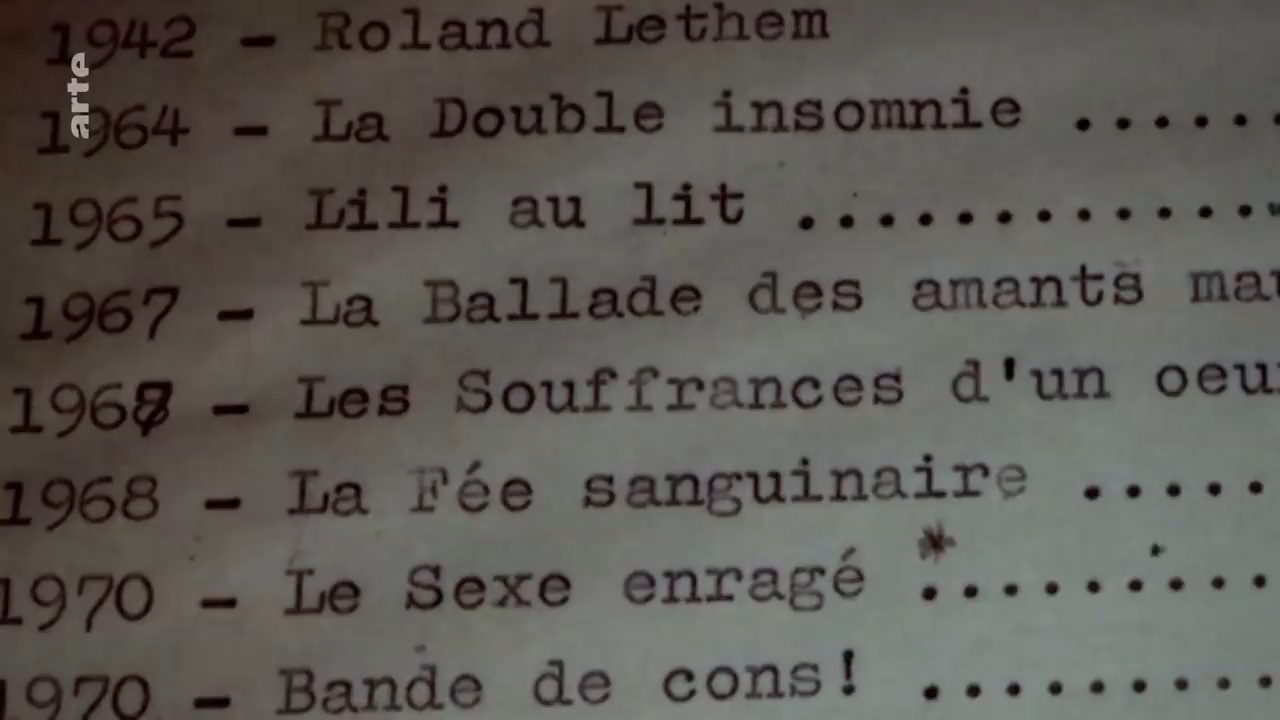 1942 - Roland Lethem
arte
1964 - La Double insomnie ......
1965 - Lili au lit ............
1967 - La Ballade des amants
1967 - Les Souffrances d'un
1968 - La Fée sanguinaire .....
1970 - Le Sexe enragé * .........
1970 - Bande de cons! .........